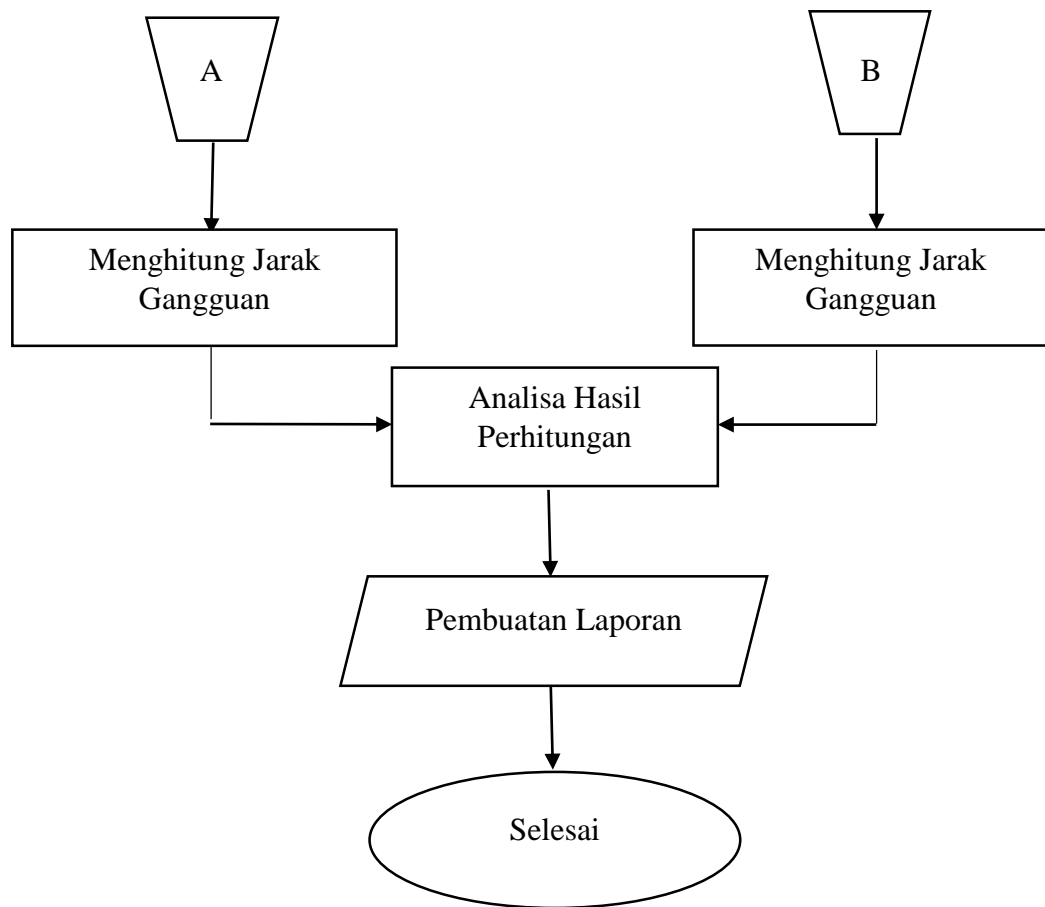 A
B
Menghitung Jarak
Gangguan
Menghitung Jarak
Gangguan
Analisa Hasil
Perhitungan
Pembuatan Laporan
Selesai